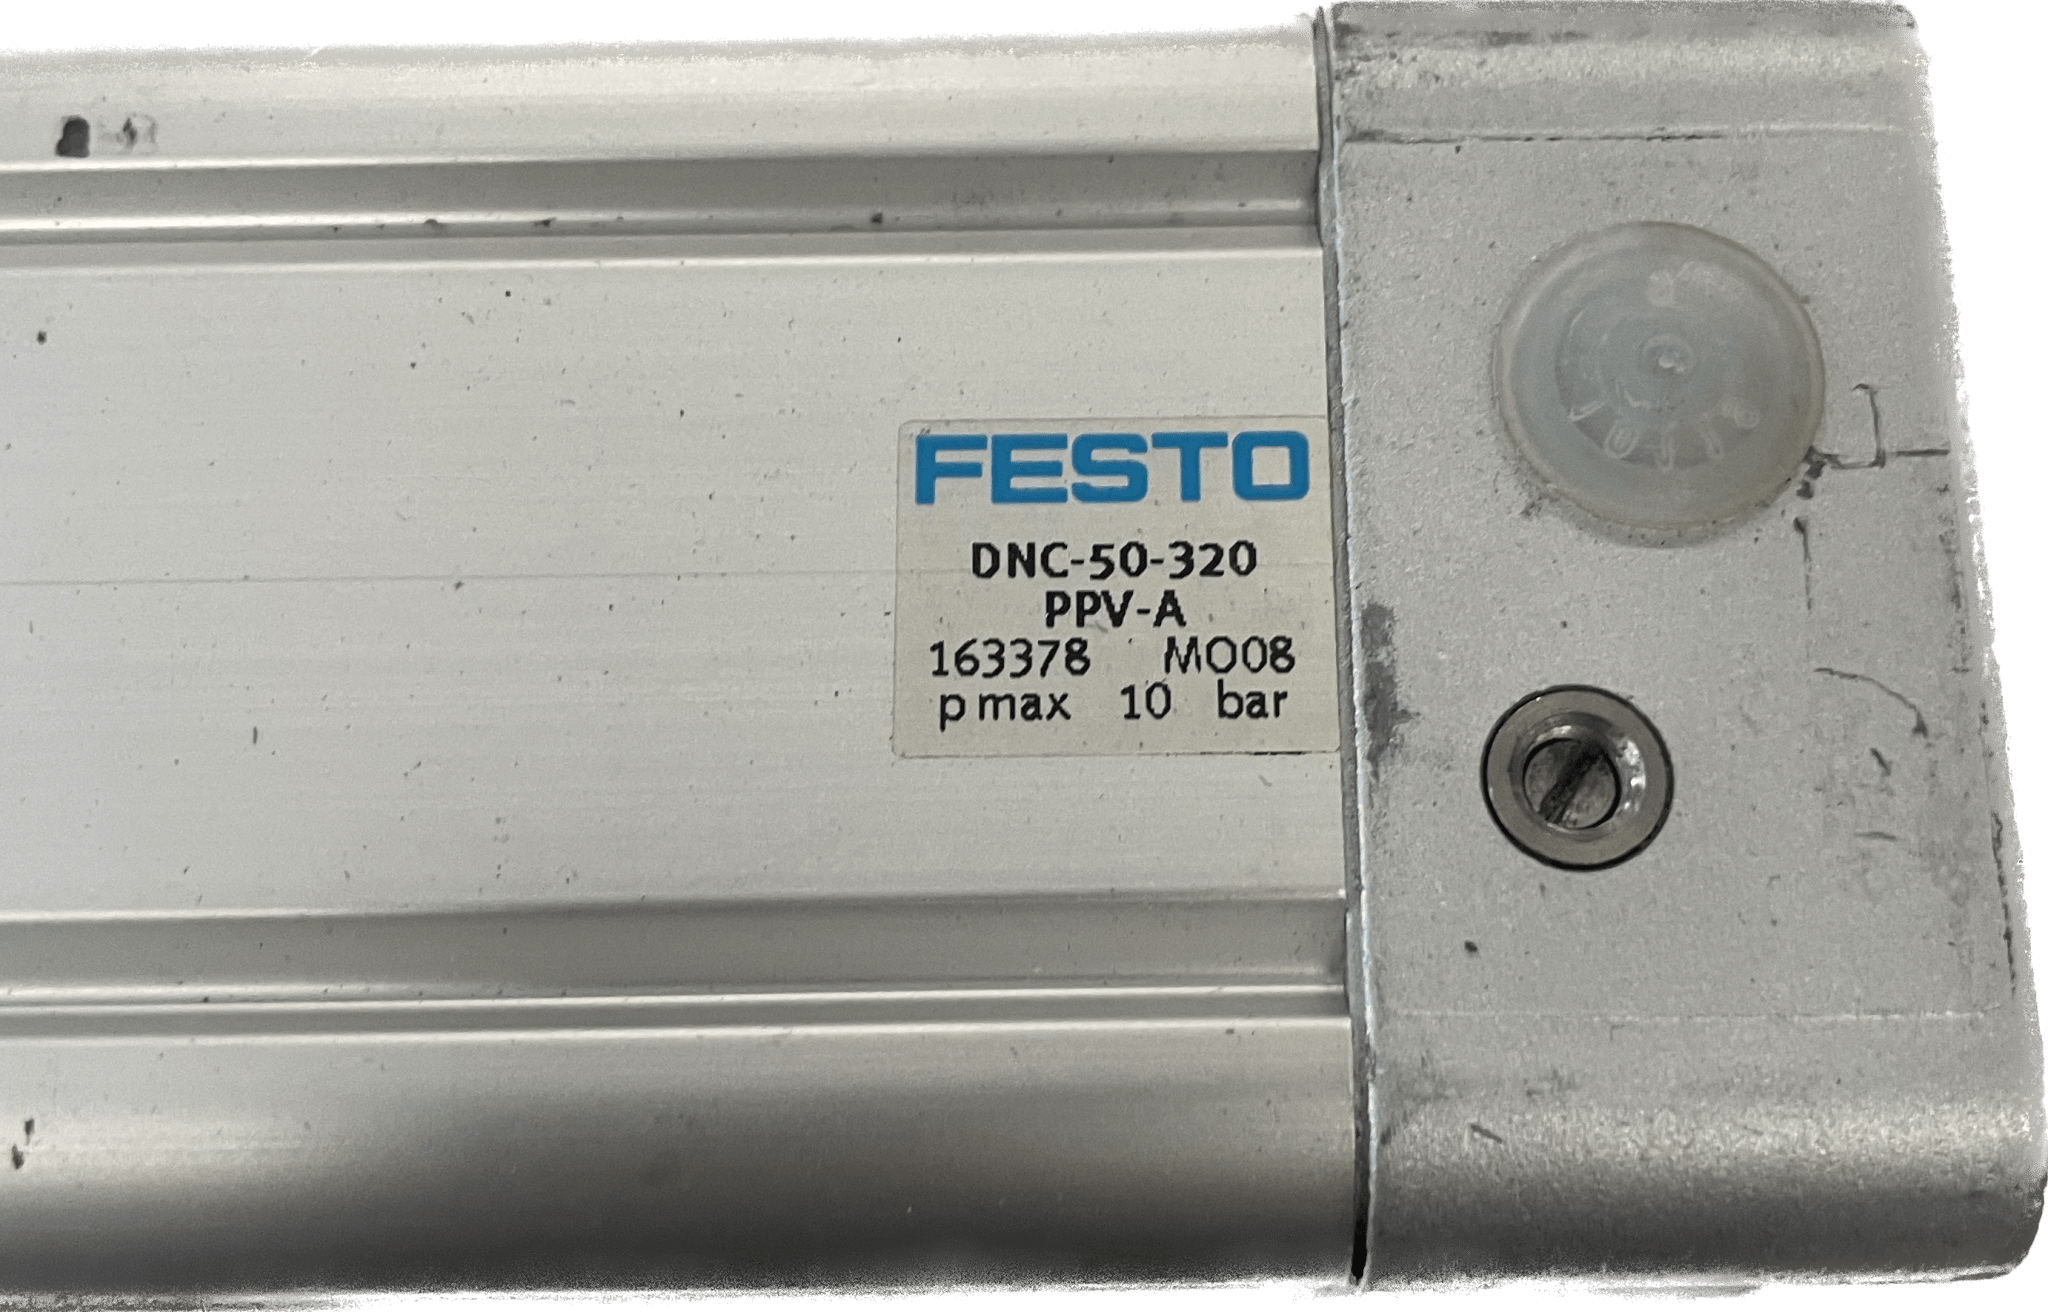 FESTO
DNC-50-320
PPV-A
163378 MO08
p max 10 bar